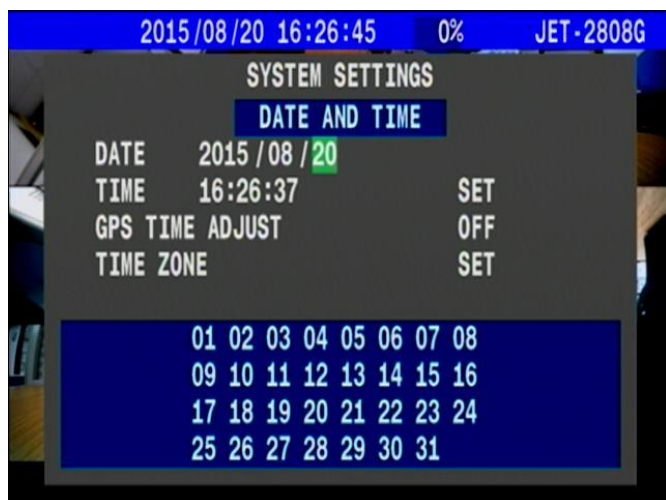 2015/08/20 16:26:45 0% JET-2808G
SYSTEM SETTINGS
DATE AND TIME
DATE 2015/08/20
TIME 16:26:37 SET
GPS TIME ADJUST OFF
TIME ZONE SET
01 02 03 04 05 06 07 08
09 10 11 12 13 14 15 16
17 18 19 20 21 22 23 24
25 26 27 28 29 30 31